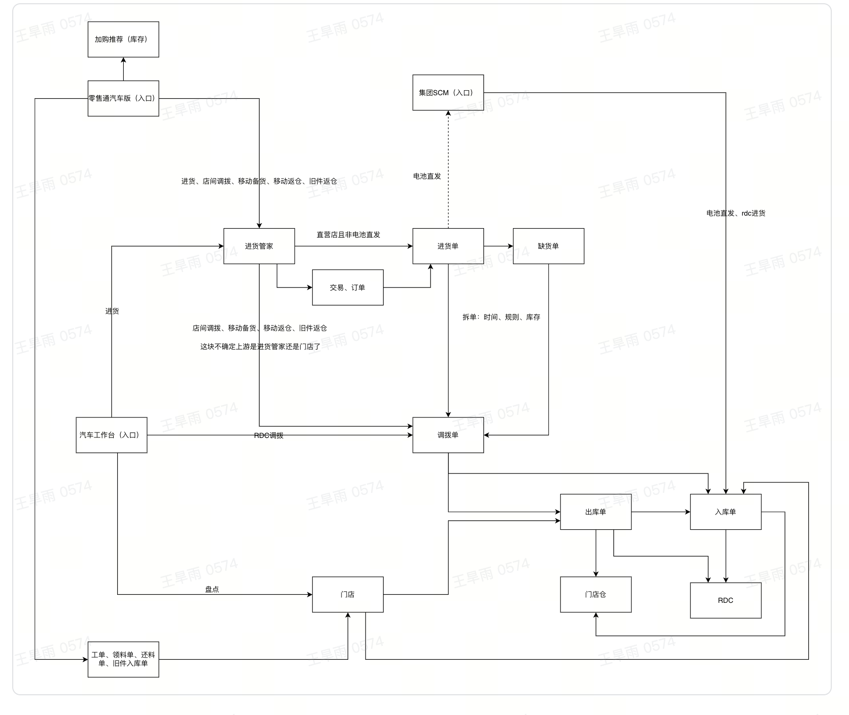 加购推荐（库存）
零售通汽车版（入口）
集团SCM（入口）
进货、店间调拨、移动备货、移动返仓、旧件返仓
电池直发
电池直发、rdc进货
进货管家
直营店且非电池直发
进货单
缺货单
交易、订单
进货
店间调拨、移动备货、移动返仓、旧件返仓
这块不确定上游是进货管家还是门店了
拆单：时间、规则、库存
汽车工作台（入口）
RDC调拨
调拨单
出库单
入库单
盘点
门店
门店仓
RDC
工单、领料单、还料
单、旧件入库单
王旱雨 0574